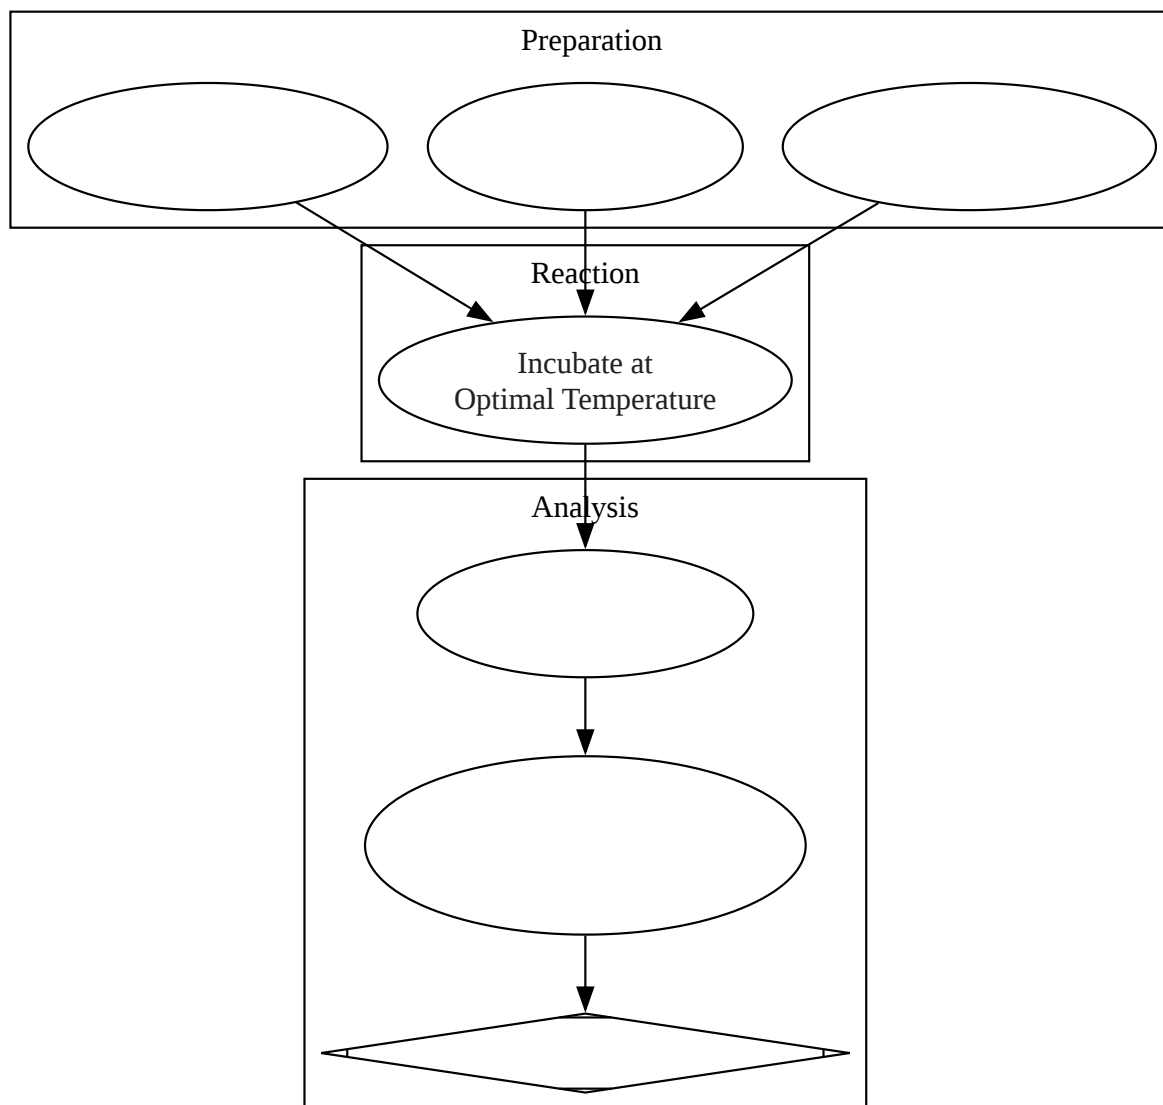 Preparation
Reaction
Incubate at
Optimal Temperature
Analysis